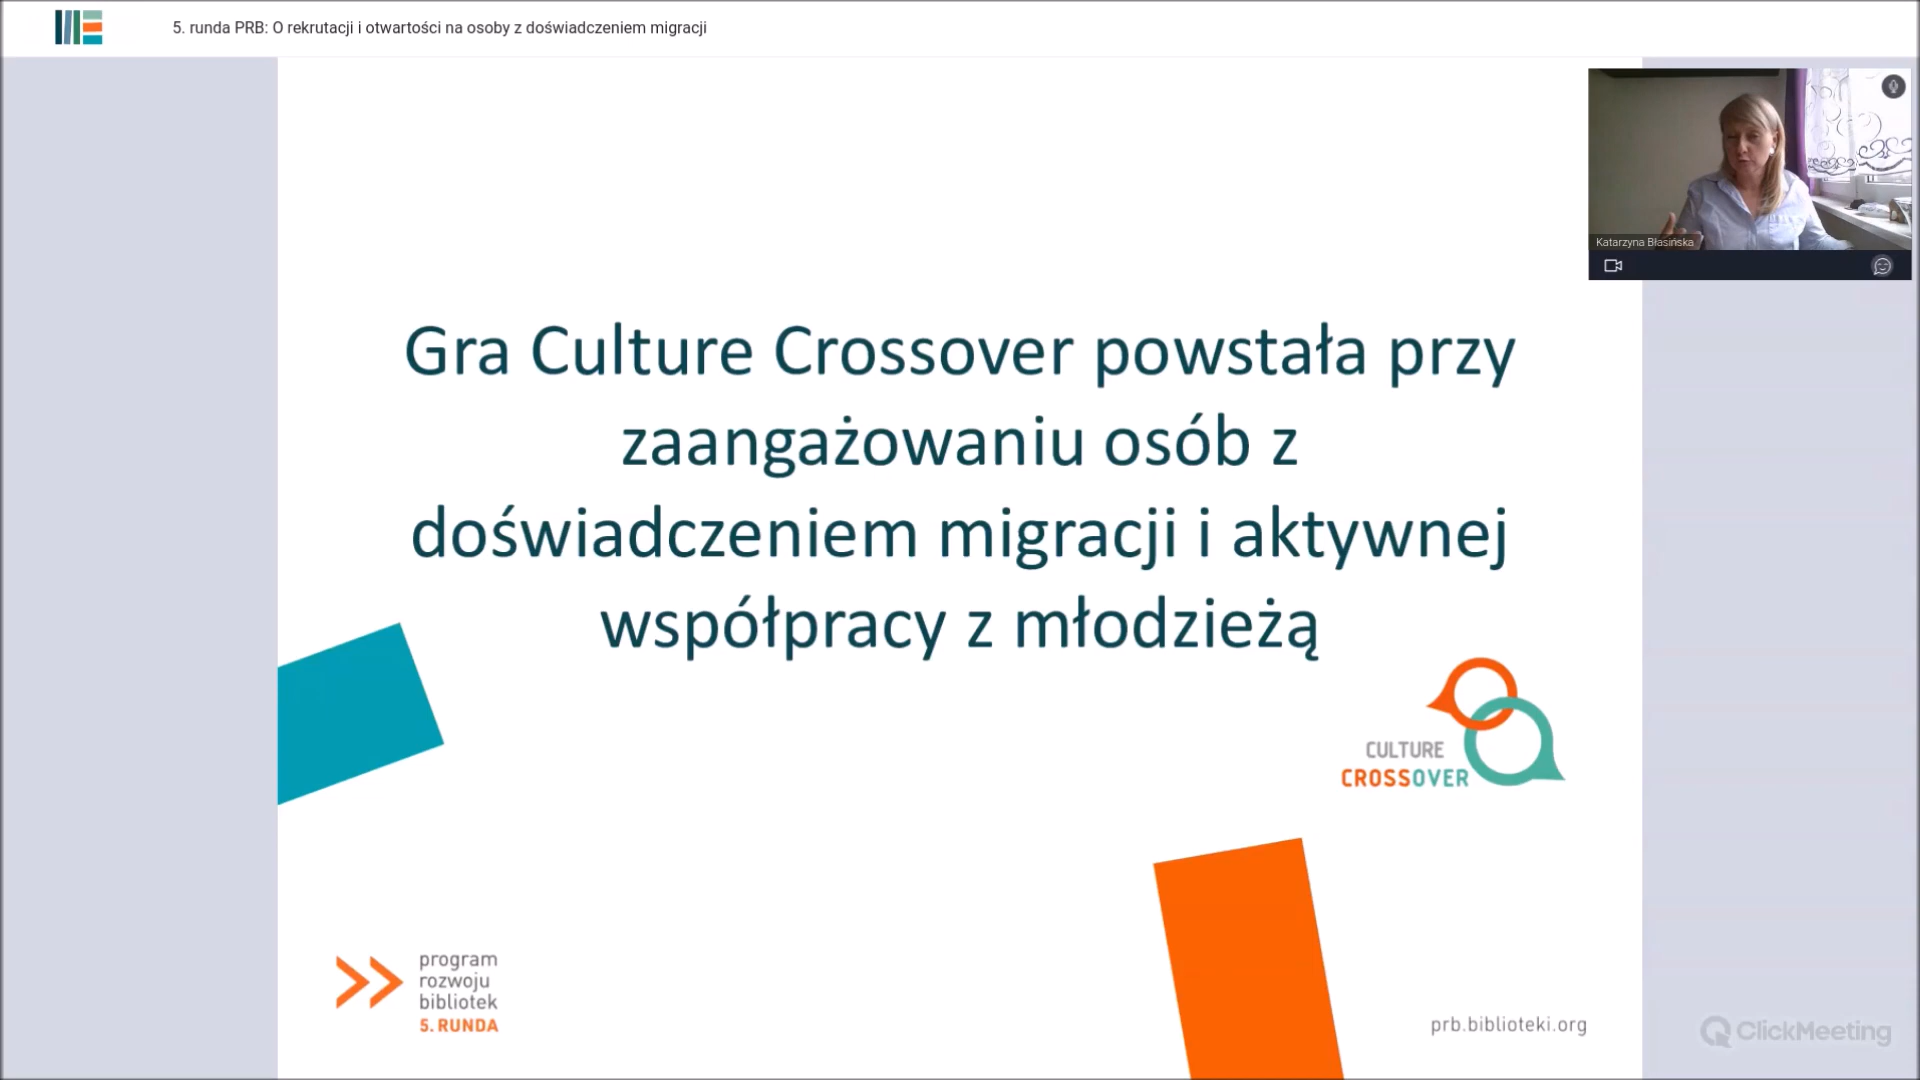 5. runda PRB: O rekrutacji i otwartości na osoby z doświadczeniem migracji
Katarzyna Błasińska
Gra Culture Crossover powstała przy
zaangażowaniu osób z
doświadczeniem migracji i aktywnej
współpracy z młodzieżą
CULTURE
CROSSOVER
program
rozwoju
bibliotek
5. RUNDA
prb.biblioteki.org
ClickMeeting